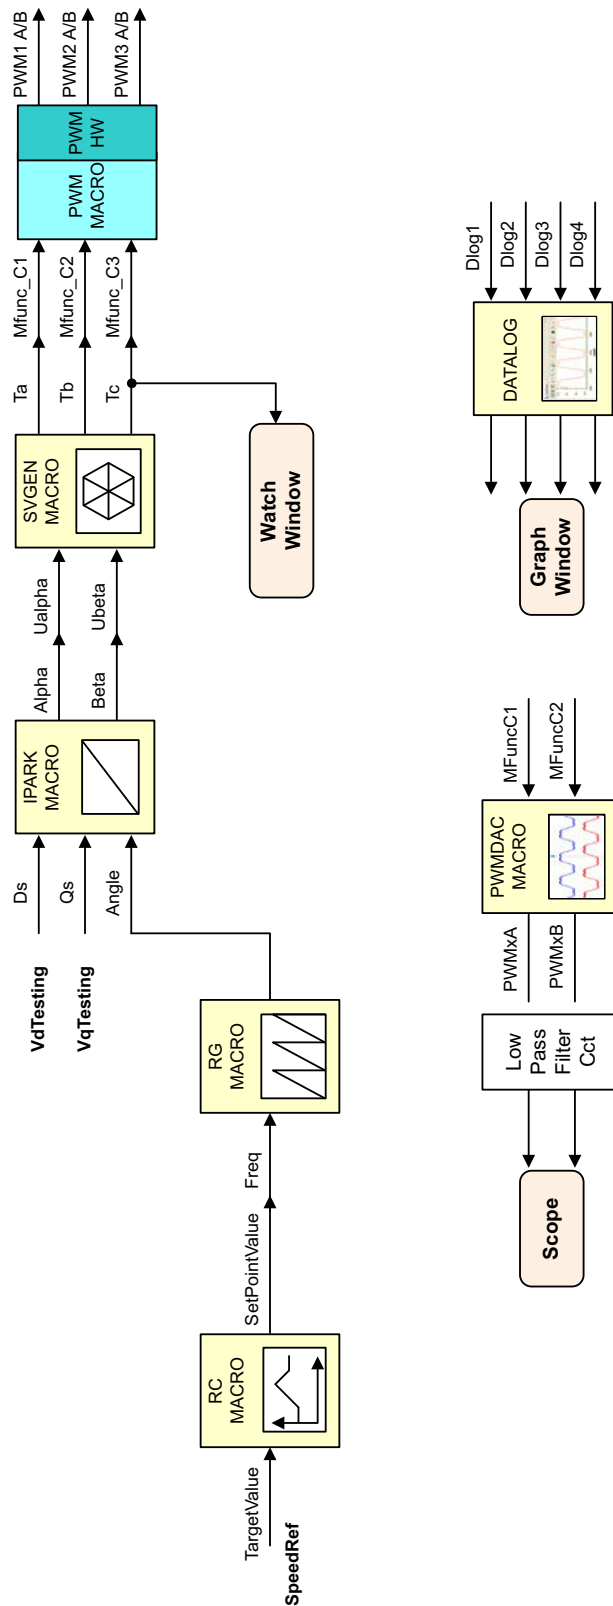 SpeedRef
TargetValue
RC
MACRO
SetPointValue
Freq
RG
MACRO
VdTesting
VqTesting
Ds
Qs
Angle
IPARK
MACRO
Alpha
Ualpha
Beta
Ubeta
SVGEN
MACRO
Ta
Mfunc_C1
Tb
Mfunc_C2
Tc
Mfunc_C3
PWM
MACRO
PWM
HW
PWM1 A/B
PWM2 A/B
PWM3 A/B
Watch
Window
Scope
Low
Pass
Filter
Cct
PWMxA
PWMxB
PWMDAC
MACRO
MFuncC1
MFuncC2
Graph
Window
DATALOG
Dlog1
Dlog2
Dlog3
Dlog4